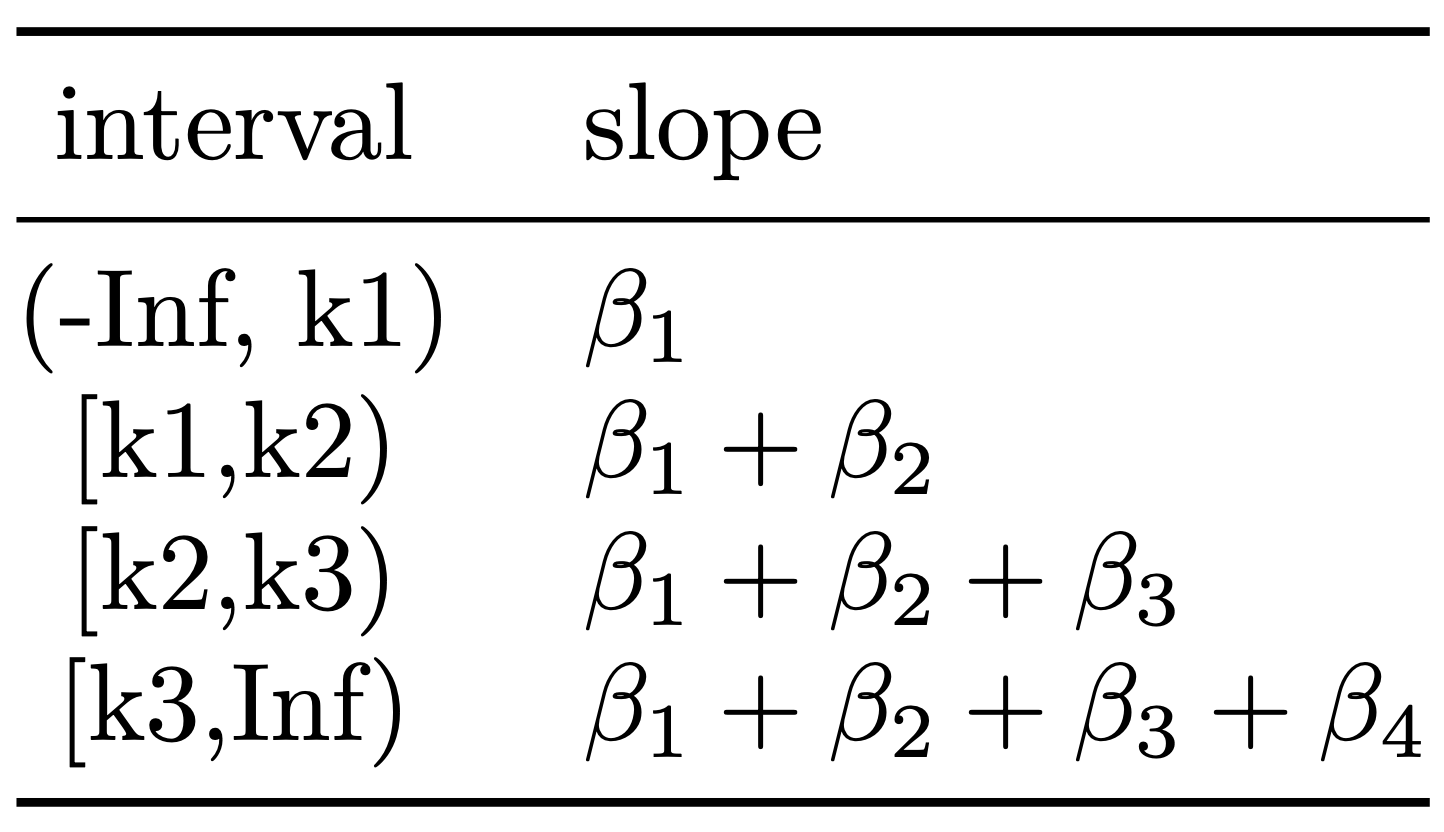 interval slope
(-Inf, k1) β₁
[k1,k2) β₁ + β₂
[k2,k3) β₁ + β₂ + β₃
[k3,Inf) β₁ + β₂ + β₃ + β₄